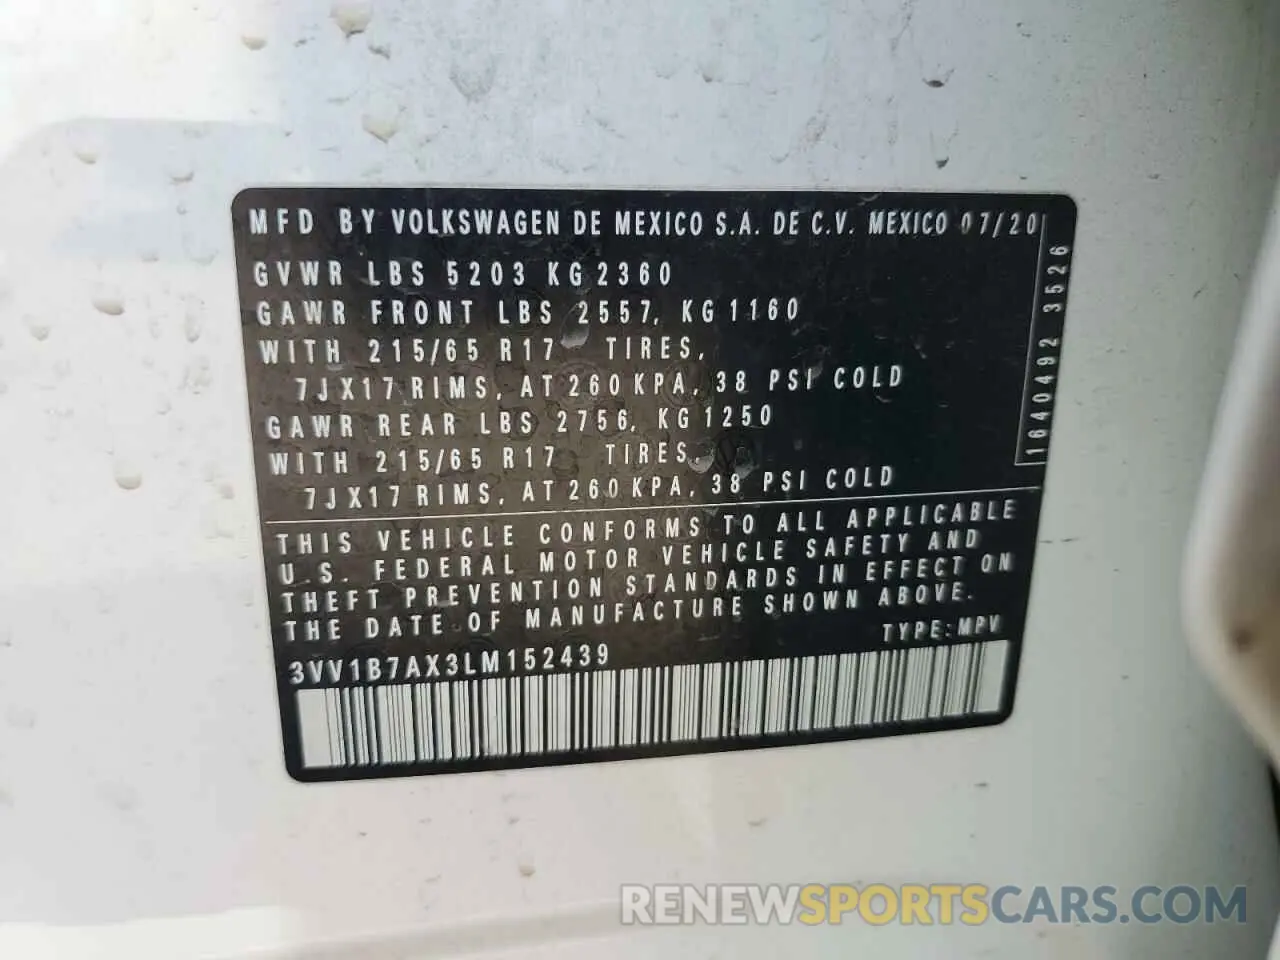 MFD BY VOLKSWAGEN DE MEXICO S.A. DE C.V. MEXICO 07/20
GVWR LBS 5203 KG 2360
GAWR FRONT LBS 2557, KG 1160
WITH 215/65 R17 TIRES,
7JX17 RIMS, AT 260 KPA, 38 PSI COLD
GAWR REAR LBS 2756, KG 1250
WITH 215/65 R17 TIRES,
7JX17 RIMS, AT 260 KPA, 38 PSI COLD
1640492 3526
THIS VEHICLE CONFORMS TO ALL APPLICABLE
U.S. FEDERAL MOTOR VEHICLE SAFETY AND
THEFT PREVENTION STANDARDS IN EFFECT ON
THE DATE OF MANUFACTURE SHOWN ABOVE.
TYPE: MPV
3VV1B7AX3LM152439
RENEWSPORTSCARS.COM